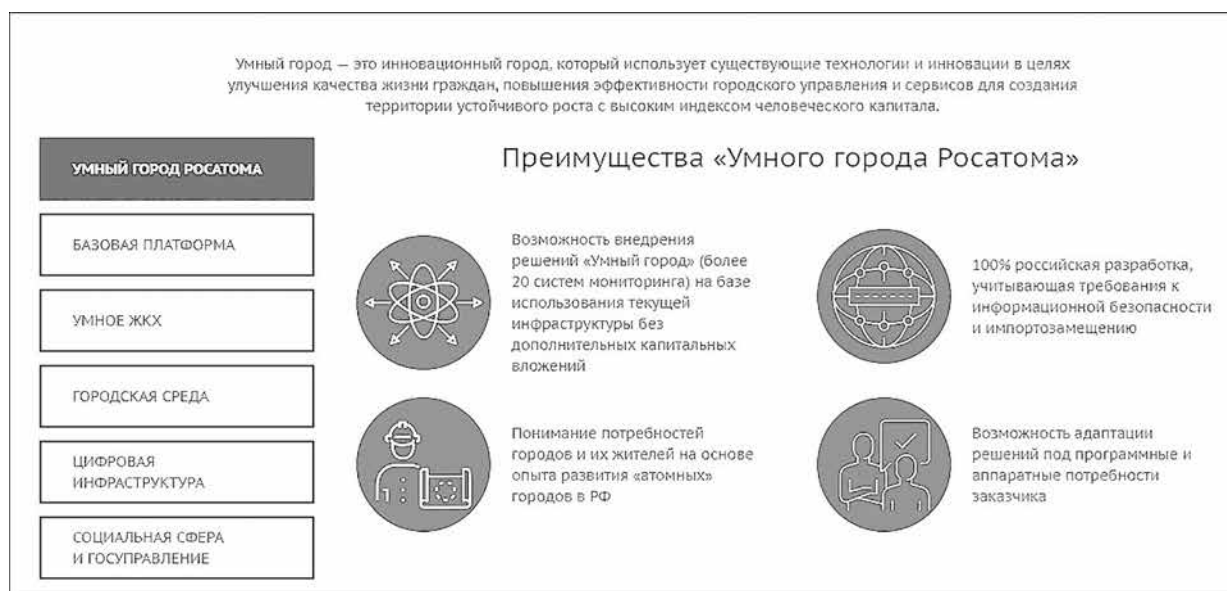 Умный город — это инновационный город, который использует существующие технологии и инновации в целях
улучшения качества жизни граждан, повышения эффективности городского управления и сервисов для создания
территории устойчивого роста с высоким индексом человеческого капитала.
УМНЫЙ ГОРОД РОСАТОМА
БАЗОВАЯ ПЛАТФОРМА
УМНОЕ ЖКХ
ГОРОДСКАЯ СРЕДА
ЦИФРОВАЯ
ИНФРАСТРУКТУРА
СОЦИАЛЬНАЯ СФЕРА
И ГОСУПРАВЛЕНИЕ
Преимущества «Умного города Росатома»
Возможность внедрения
решений «Умный город» (более
20 систем мониторинга) на базе
использования текущей
инфраструктуры без
дополнительных капитальных
вложений
100% российская разработка,
учитывающая требования к
информационной безопасности
и импортозамещению
Понимание потребностей
городов и их жителей на основе
опыта развития «атомных»
городов в РФ
Возможность адаптации
решений под программные и
аппаратные потребности
заказчика